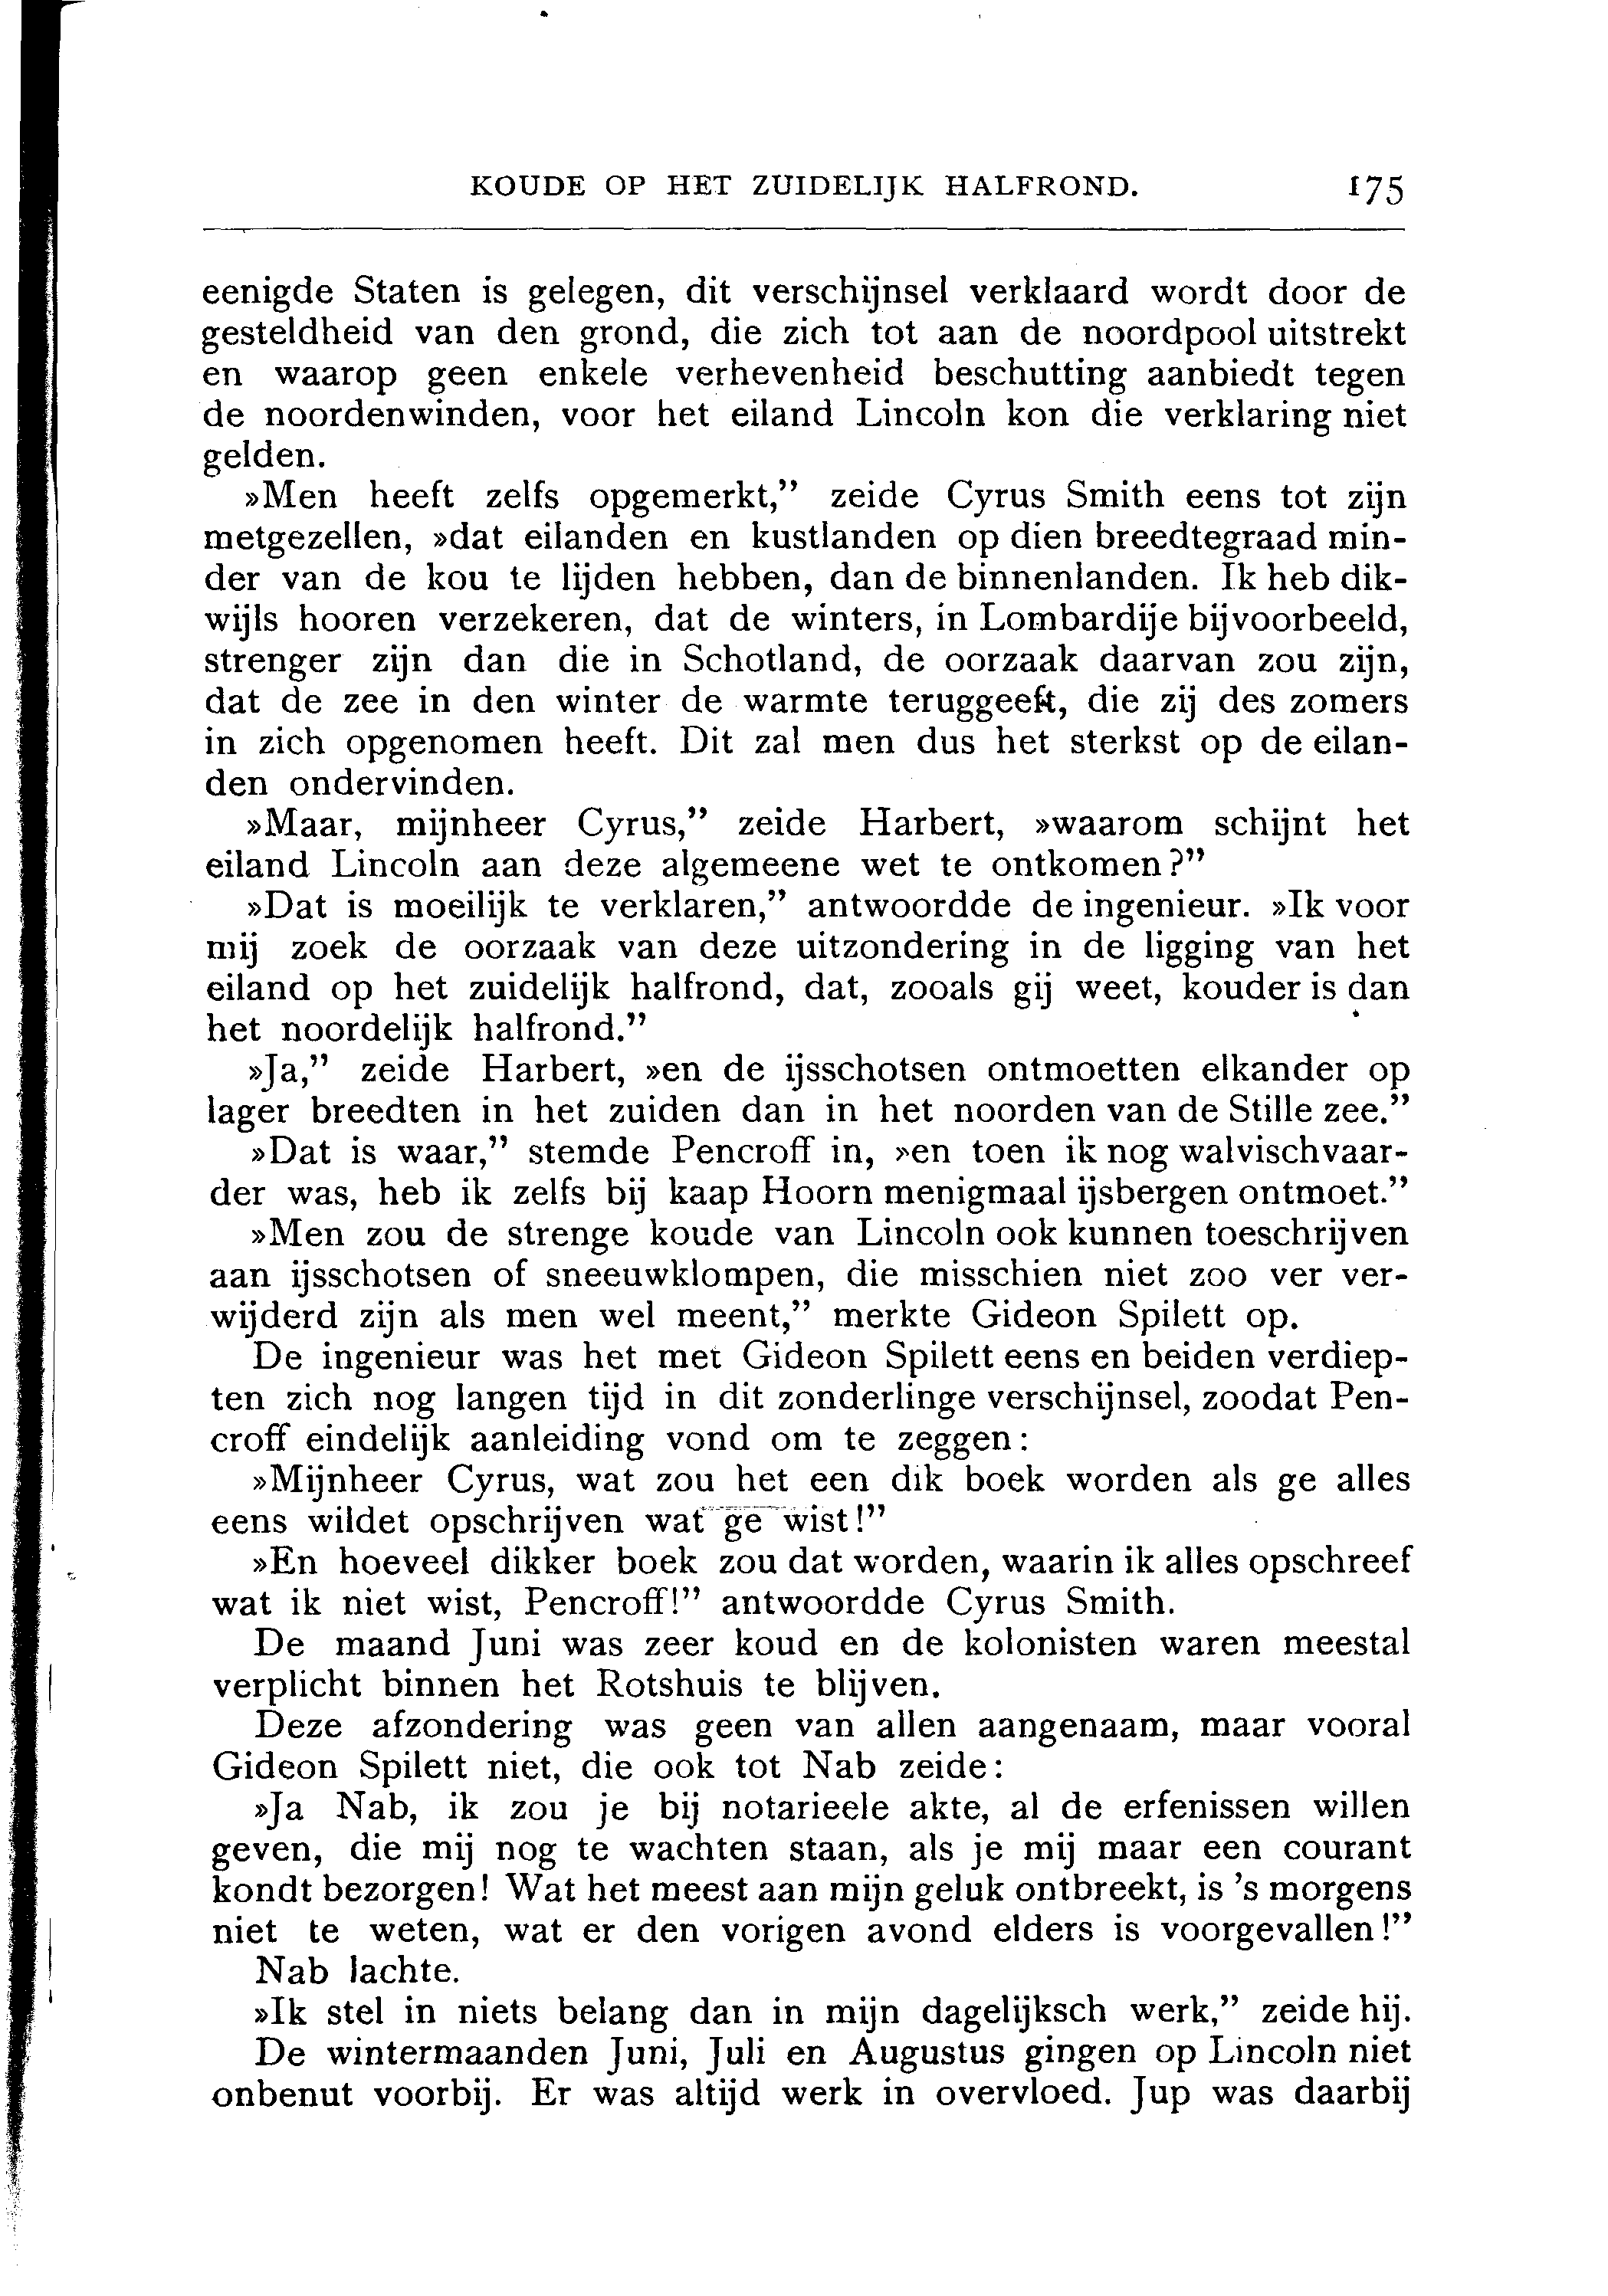 KOUDE OP HET ZUIDELIJK HALFROND. 175
eenigde Staten is gelegen, dit verschijnsel verklaard wordt door de
gesteldheid van den grond, die zich tot aan de noordpool uitstrekt
en waarop geen enkele verhevenheid beschutting aanbiedt tegen
de noordenwinden, voor het eiland Lincoln kon die verklaring niet
gelden.
»Men heeft zelfs opgemerkt,” zeide Cyrus Smith eens tot zijn
metgezellen, »dat eilanden en kustlanden op dien breedtegraad min-
der van de kou te lijden hebben, dan de binnenlanden. Ik heb dik-
wijls hooren verzekeren, dat de winters, in Lombardije bijvoorbeeld,
strenger zijn dan die in Schotland, de oorzaak daarvan zou zijn,
dat de zee in den winter de warmte teruggeeft, die zij des zomers
in zich opgenomen heeft. Dit zal men dus het sterkst op de eilan-
den ondervinden.
»Maar, mijnheer Cyrus,” zeide Harbert, »waarom schijnt het
eiland Lincoln aan deze algemeene wet te ontkomen?”
»Dat is moeilijk te verklaren,” antwoordde de ingenieur. »Ik voor
mij zoek de oorzaak van deze uitzondering in de ligging van het
eiland op het zuidelijk halfrond, dat, zooals gij weet, kouder is dan
het noordelijk halfrond.”
»Ja,” zeide Harbert, »en de ijsschotsen ontmoetten elkander op
lager breedten in het zuiden dan in het noorden van de Stille zee.”
»Dat is waar,” stemde Pencroff in, »en toen ik nog walvischvaar-
der was, heb ik zelfs bij kaap Hoorn menigmaal ijsbergen ontmoet.”
»Men zou de strenge koude van Lincoln ook kunnen toeschrijven
aan ijsschotsen of sneeuwklompen, die misschien niet zoo ver ver-
wijderd zijn als men wel meent,” merkte Gideon Spilett op.
De ingenieur was het met Gideon Spilett eens en beiden verdiep-
ten zich nog langen tijd in dit zonderlinge verschijnsel, zoodat Pen-
croff eindelijk aanleiding vond om te zeggen:
»Mijnheer Cyrus, wat zou het een dik boek worden als ge alles
eens wildet opschrijven wat ge wist!”
»En hoeveel dikker boek zou dat worden, waarin ik alles opschreef
wat ik niet wist, Pencroff!” antwoordde Cyrus Smith.
De maand Juni was zeer koud en de kolonisten waren meestal
verplicht binnen het Rotshuis te blijven.
Deze afzondering was geen van allen aangenaam, maar vooral
Gideon Spilett niet, die ook tot Nab zeide:
»Ja Nab, ik zou je bij notarieele akte, al de erfenissen willen
geven, die mij nog te wachten staan, als je mij maar een courant
kondt bezorgen! Wat het meest aan mijn geluk ontbreekt, is 's morgens
niet te weten, wat er den vorigen avond elders is voorgevallen!”
Nab lachte.
»Ik stel in niets belang dan in mijn dagelijksch werk,” zeide hij.
De wintermaanden Juni, Juli en Augustus gingen op Lincoln niet
onbenut voorbij. Er was altijd werk in overvloed. Jup was daarbij